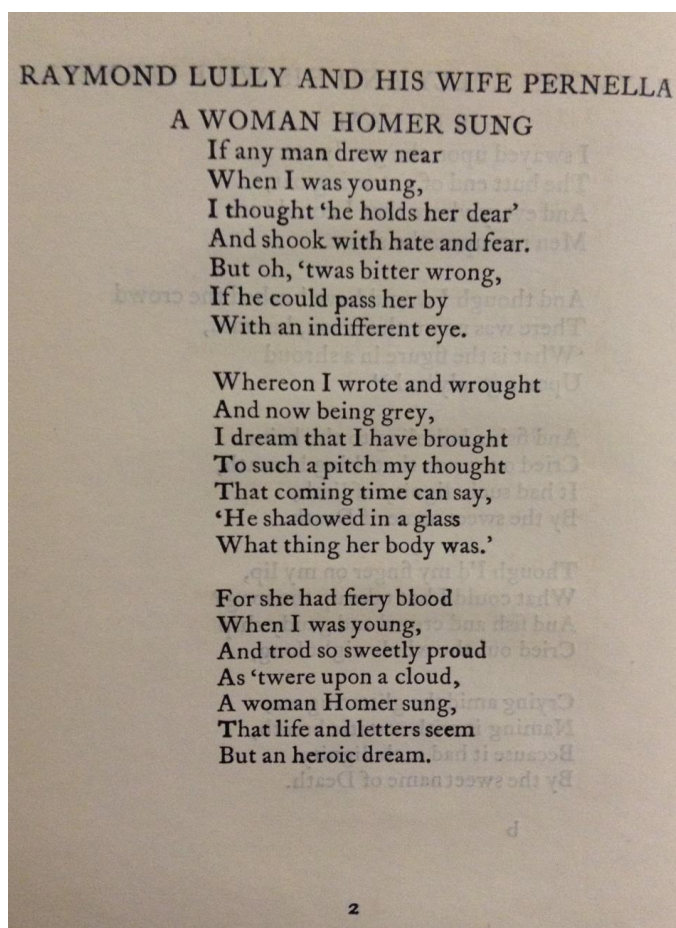 RAYMOND LULLY AND HIS WIFE PERNELLA
A WOMAN HOMER SUNG
If any man drew near
When I was young,
I thought ‘he holds her dear’
And shook with hate and fear.
But oh, ‘twas bitter wrong,
If he could pass her by
With an indifferent eye.
Whereon I wrote and wrought
And now being grey,
I dream that I have brought
To such a pitch my thought
That coming time can say,
‘He shadowed in a glass
What thing her body was.’
For she had fiery blood
When I was young,
And trod so sweetly proud
As ‘twere upon a cloud,
A woman Homer sung,
That life and letters seem
But an heroic dream.
2